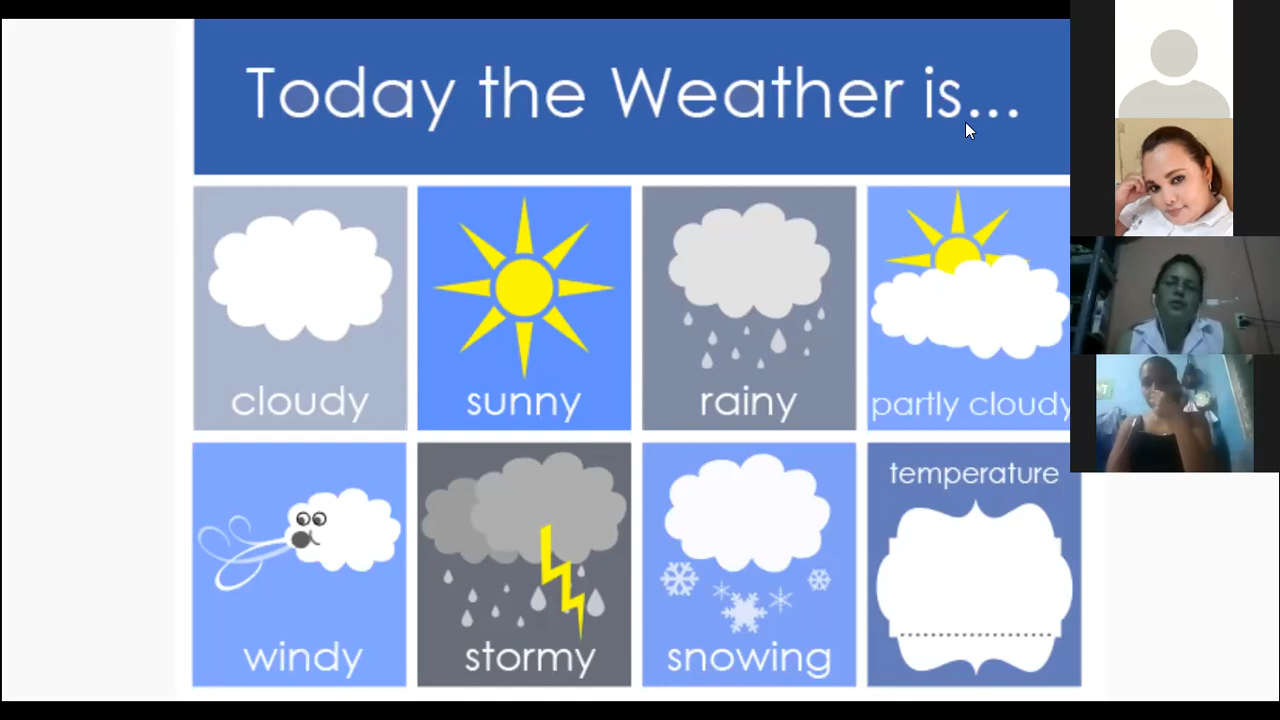 Today the Weather is...
cloudy
sunny
rainy
partly cloudy
windy
stormy
snowing
temperature